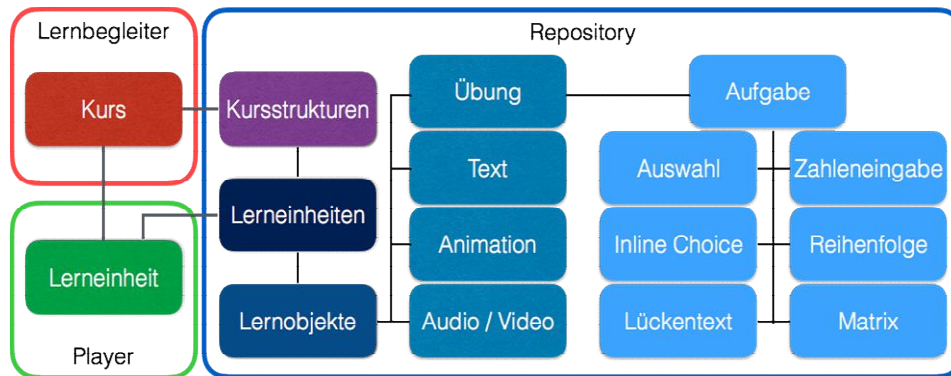 Lernbegleiter
Kurs
Lerneinheit
Player
Repository
Kursstrukturen
Lerneinheiten
Lernobjekte
Übung
Text
Animation
Audio / Video
Aufgabe
Auswahl
Zahleneingabe
Inline Choice
Reihenfolge
Lückentext
Matrix